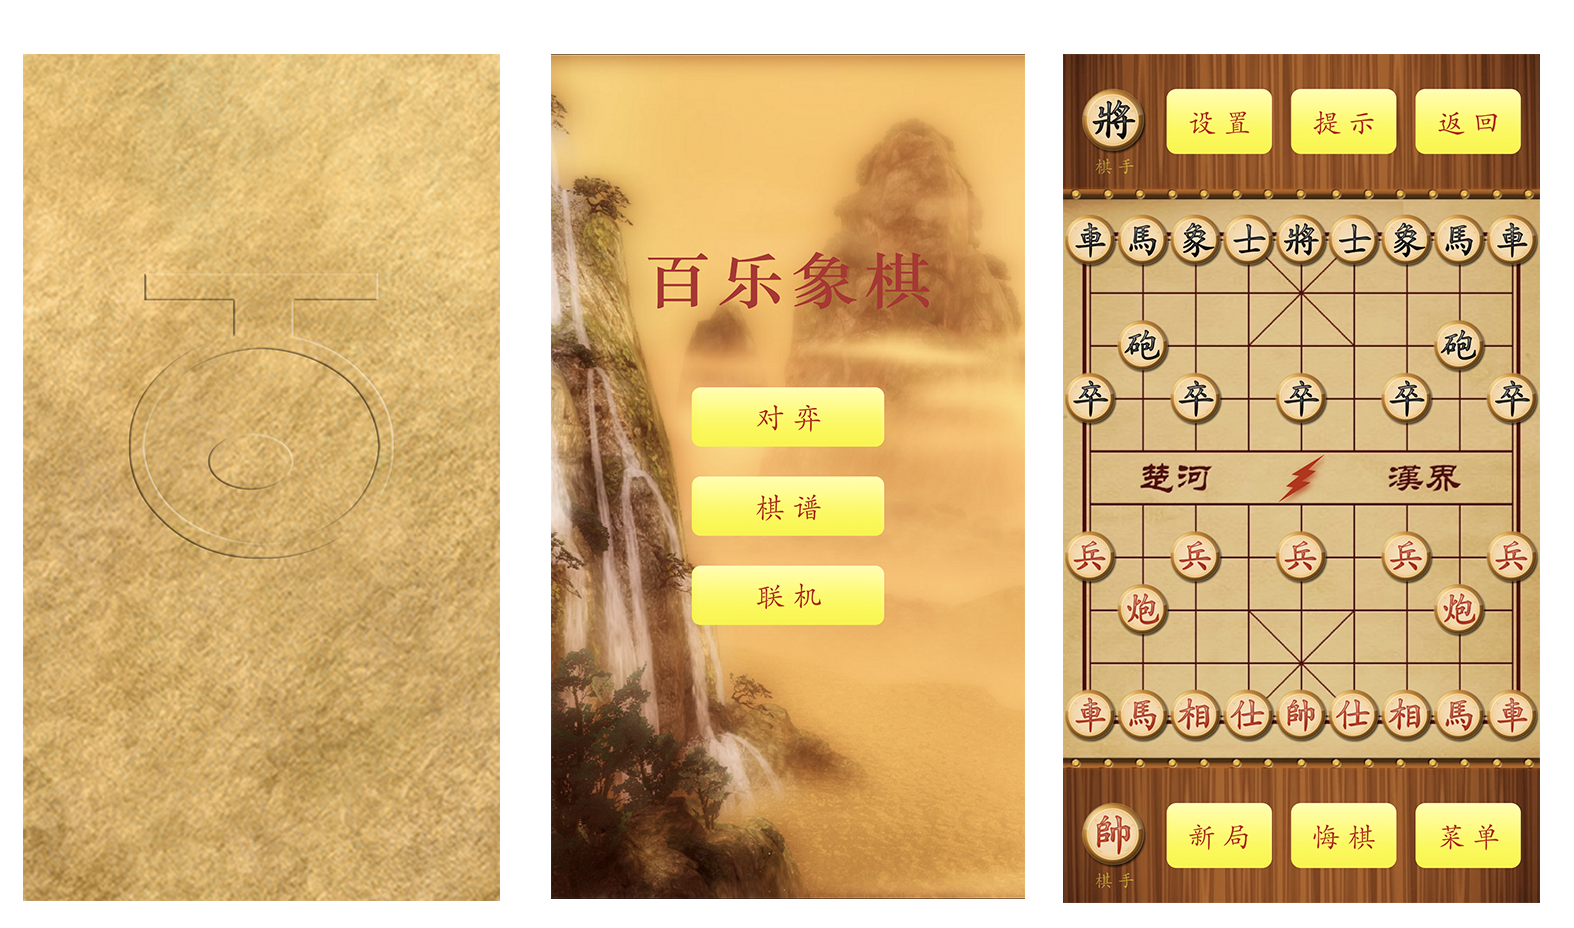 百乐象棋
对弈
棋谱
联机
將 设置 提示 返回
棋手
車馬象士將士象馬車
砲 砲
卒 卒 卒 卒 卒
楚河 漢界
兵 兵 兵 兵 兵
炮 炮
車馬相仕帥仕相馬車
帥 新局 悔棋 菜单
棋手